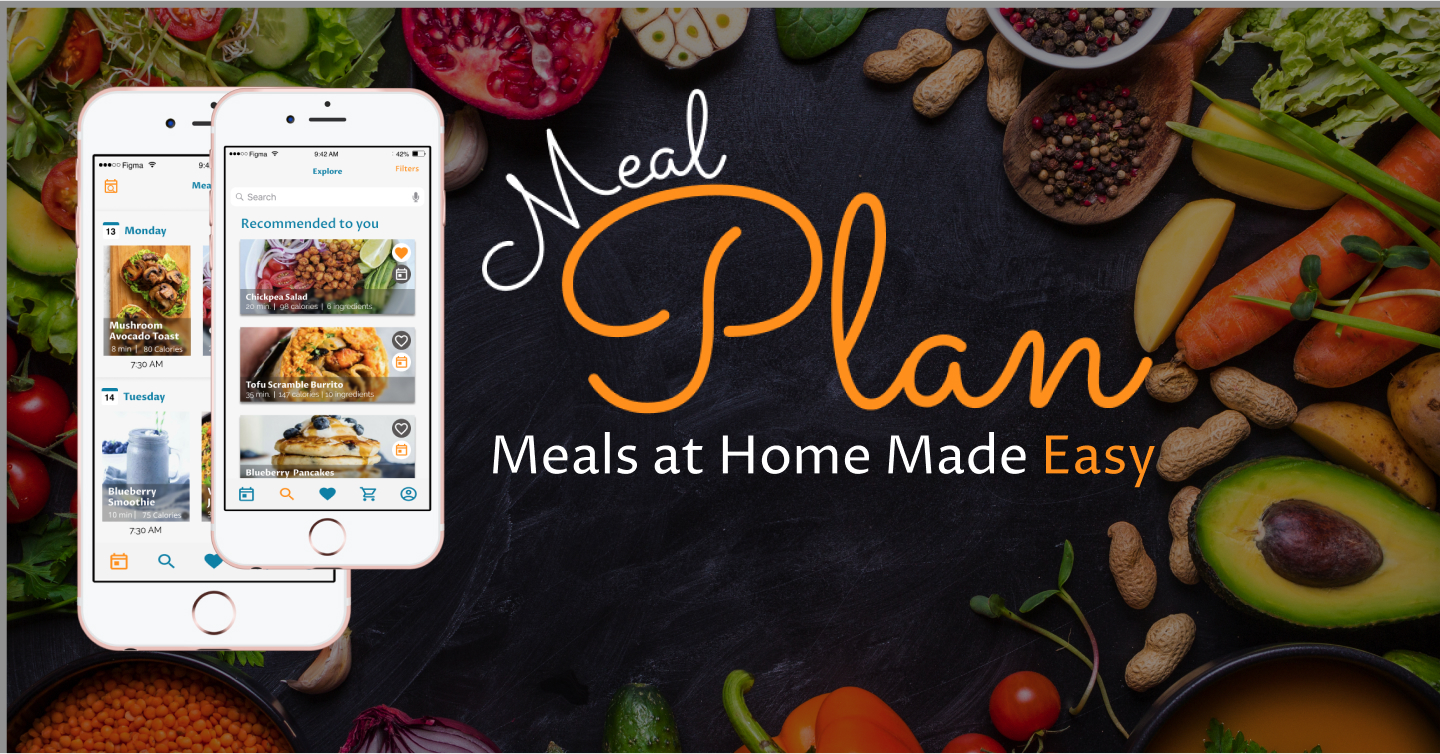 Meal
Plan
Meals at Home Made Easy
Figma 9:4
Mea
13 Monday
Mushroom
Avocado Toast
8 min | 80 Calories
7:30 AM
14 Tuesday
Blueberry
Smoothie
10 min | 75 Calories
7:30 AM
Figma 9:42 AM 42%
Explore Filters
Search
Recommended to you
Chickpea Salad
20 min | 98 calories | 6 ingredients
Tofu Scramble Burrito
35 min. | 147 calories | 10 ingredients
Blueberry Pancakes